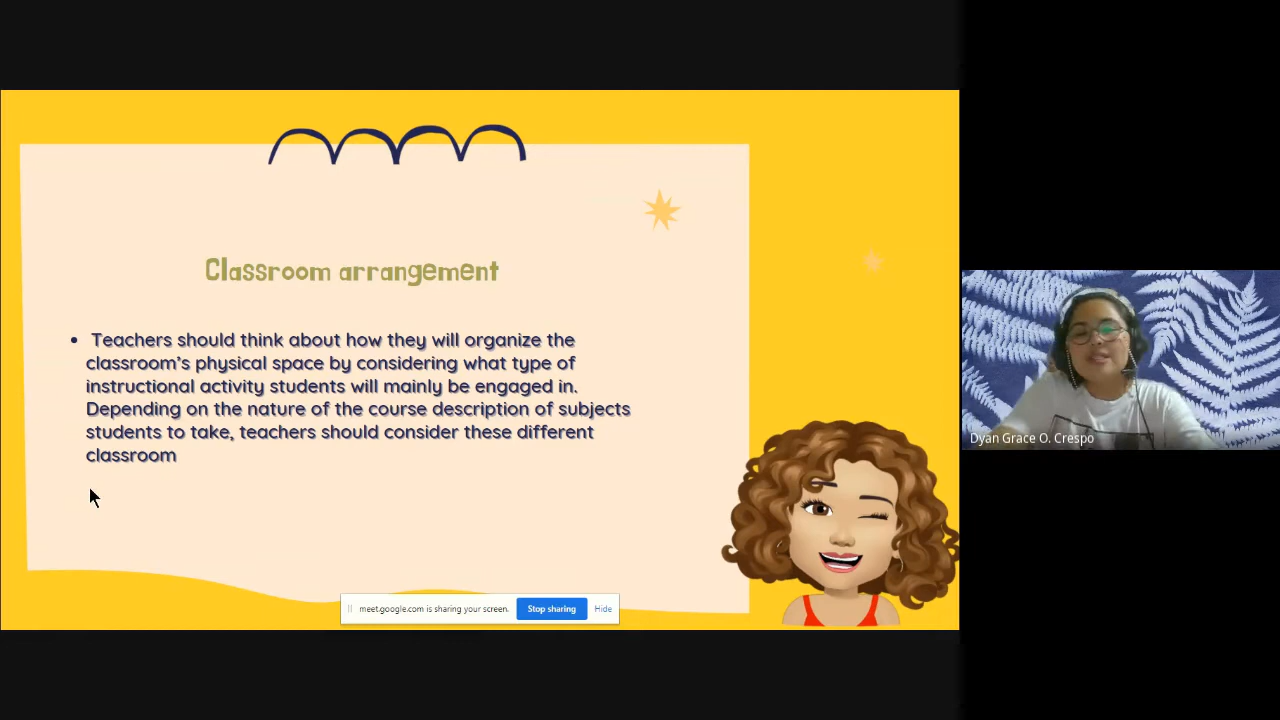 Classroom arrangement
• Teachers should think about how they will organize the
classroom's physical space by considering what type of
instructional activity students will mainly be engaged in.
Depending on the nature of the course description of subjects
students to take, teachers should consider these different
classroom
meet.google.com is sharing your screen.
Stop sharing
Hide
Dyan Grace O. Crespo